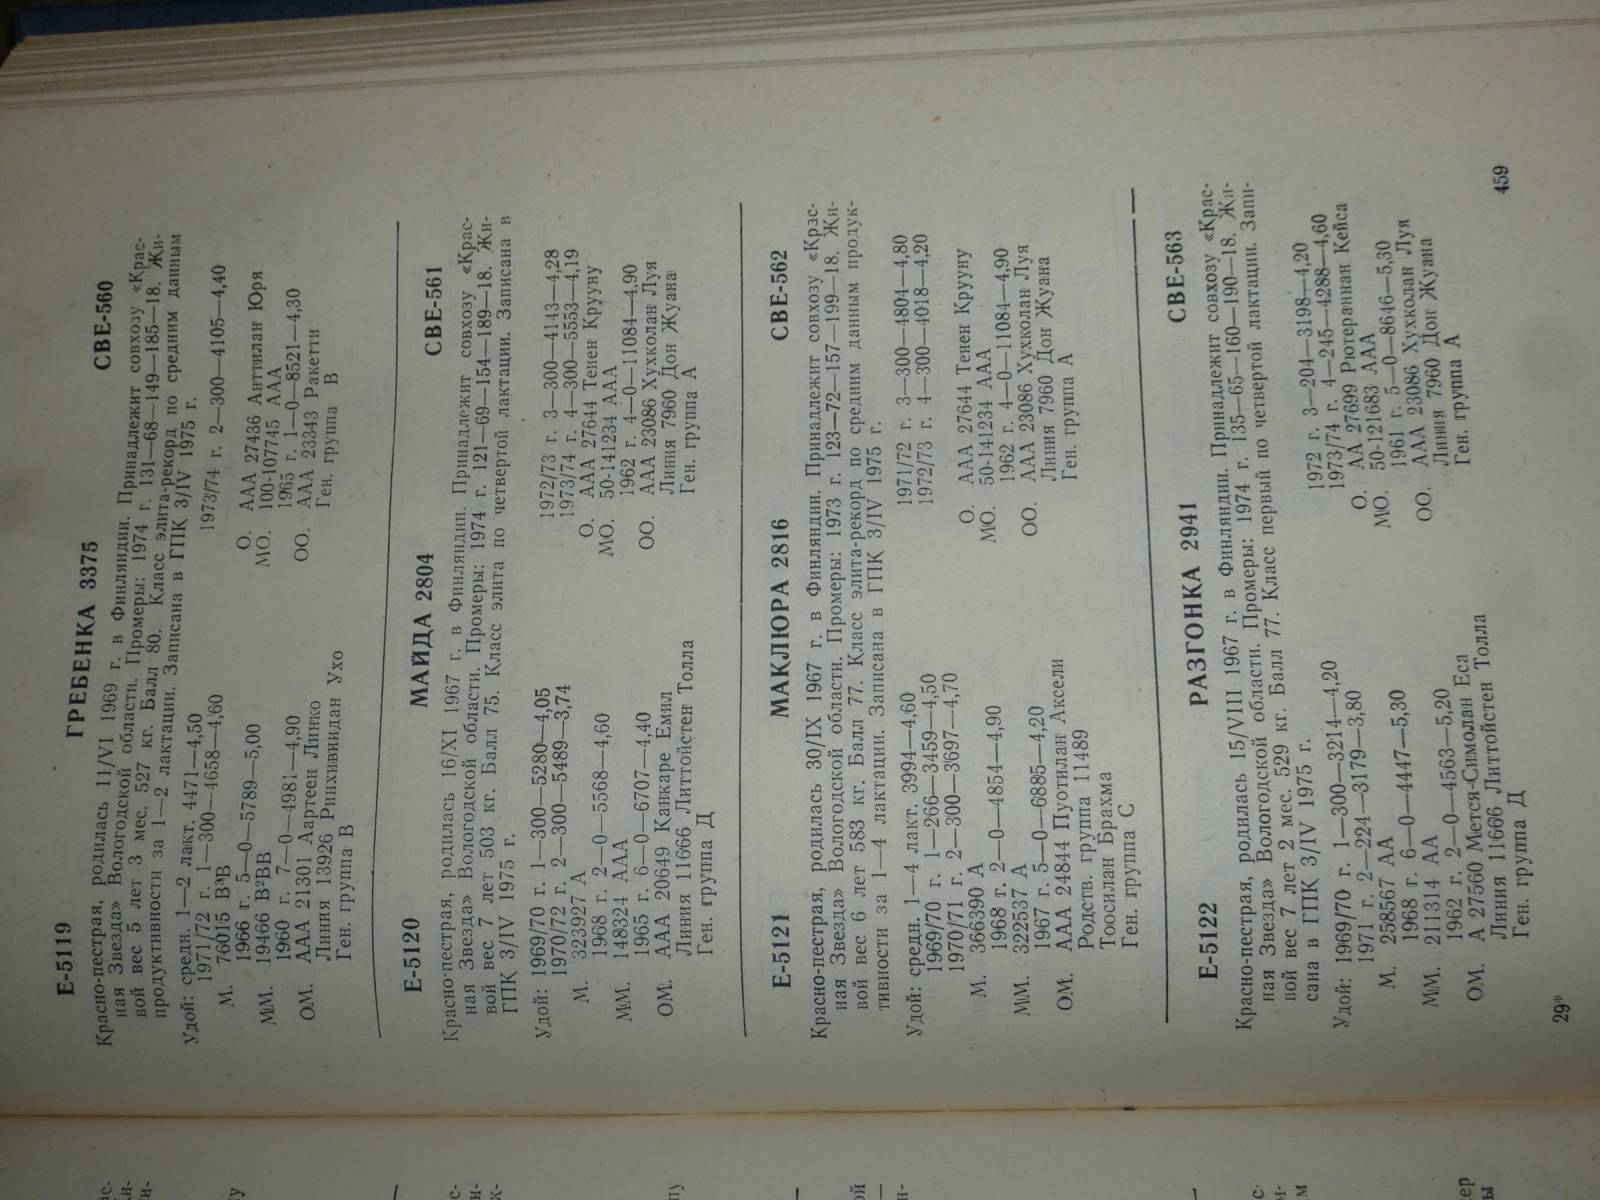 Е-5119 ГРЕБЕНКА 3375 СВЕ-560
Красно-пестрая, родилась 11/VI 1969 г. в Финляндии. Принадлежит совхозу «Крас-
ная Звезда» Вологодской области. Промеры: 1974 г. 131—68—149—185—18. Жи-
вой вес 5 лет 3 мес. 527 кг. Балл 80. Класс элита-рекорд по средним данным
продуктивности за 1—2 лактации. Записана в ГПК 3/IV 1975 г.
Удой: средн. 1—2 лакт. 4471—4,50
1971/72 г. 1—300—4658—4,60 1973/74 г. 2—300—4105—4,40
М. 76015 В³В О. ААА 27436 Анттилан Юря
1966 г. 5—0—5789—5,00 МО. 100-107745 ААА
ММ. 19466 В²ВВ 1965 г. 1—0—8521—4,30
1960 г. 7—0—4981—4,90 ОО. ААА 23343 Ракетти
ОМ. ААА 21301 Аартеен Линко Ген. группа В
Линия 13926 Риихивиидан Ухо
Ген. группа В
Е-5120 МАЙДА 2804 СВЕ-561
Красно-пестрая, родилась 16/XI 1967 г. в Финляндии. Принадлежит совхозу «Крас-
ная Звезда» Вологодской области. Промеры: 1974 г. 121—69—154—189—18. Жи-
вой вес 7 лет 503 кг. Балл 75. Класс элита по четвертой лактации. Записана в
ГПК 3/IV 1975 г.
Удой: 1969/70 г. 1—300—5280—4,05 1972/73 г. 3—300—4143—4,28
1970/72 г. 2—300—5489—3,74 1973/74 г. 4—300—5553—4,19
М. 323927 А О. ААА 27644 Тенен Крууну
1968 г. 2—0—5568—4,60 МО. 50-141234 ААА
ММ. 148324 ААА 1962 г. 4—0—11084—4,90
1965 г. 6—0—6707—4,40 ОО. ААА 23086 Хухколан Луя
ОМ. ААА 20649 Канкаре Емил Линия 7960 Дон Жуана
Линия 11666 Литтойстен Толла Ген. группа А
Ген. группа Д
Е-5121 МАКЛЮРА 2816 СВЕ-562
Красно-пестрая, родилась 30/IX 1967 г. в Финляндии. Принадлежит совхозу «Крас-
ная Звезда» Вологодской области. Промеры: 1973 г. 123—72—157—199—18. Жи-
вой вес 6 лет 583 кг. Балл 77. Класс элита-рекорд по средним данным продук-
тивности за 1—4 лактации. Записана в ГПК 3/IV 1975 г.
Удой: средн. 1—4 лакт. 3994—4,60
1969/70 г. 1—266—3459—4,50 1971/72 г. 3—300—4804—4,80
1970/71 г. 2—300—3697—4,70 1972/73 г. 4—300—4018—4,20
М. 366390 А О. ААА 27644 Тенен Крууну
1968 г. 2—0—4854—4,90 МО. 50-141234 ААА
ММ. 322537 А 1962 г. 4—0—11084—4,90
1967 г. 5—0—6885—4,20 ОО. ААА 23086 Хухколан Луя
ОМ. ААА 24844 Пуотилан Аксели Линия 7960 Дон Жуана
Родств. группа 11489 Ген. группа А
Тоосилан Брахма
Ген. группа С
Е-5122 РАЗГОНКА 2941 СВЕ-563
Красно-пестрая, родилась 15/VIII 1967 г. в Финляндии. Принадлежит совхозу «Крас-
ная Звезда» Вологодской области. Промеры: 1974 г. 135—65—160—190—18. Жи-
вой вес 7 лет 2 мес. 529 кг. Балл 77. Класс первый по четвертой лактации. Запи-
сана в ГПК 3/IV 1975 г.
Удой: 1969/70 г. 1—300—3214—4,20 1972 г. 3—204—3198—4,20
1971 г. 2—224—3179—3,80 1973/74 г. 4—245—4288—4,60
М. 258567 АА О. АА 27699 Рютераннан Кейса
1968 г. 6—0—4447—5,30 МО. 50-121683 ААА
ММ. 211314 АА 1961 г. 5—0—8646—5,30
1962 г. 2—0—4563—5,20 ОО. ААА 23086 Хухколан Луя
ОМ. А 27560 Мется-Симолан Еса Линия 7960 Дон Жуана
Линия 11666 Литтойстен Толла Ген. группа А
Ген. группа Д
29* 459